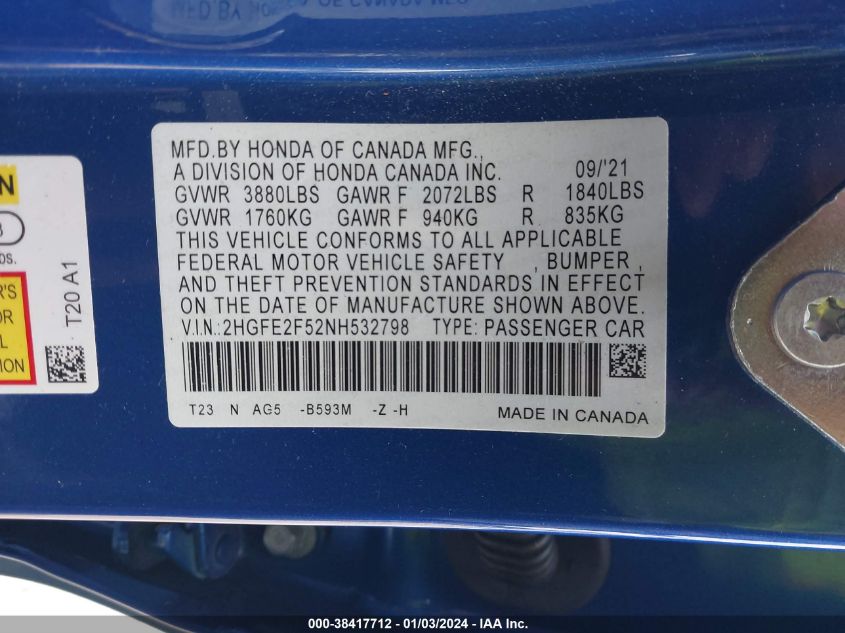 MFD.BY HONDA OF CANADA MFG.,
A DIVISION OF HONDA CANADA INC. 09/'21
GVWR 3880LBS GAWR F 2072LBS R 1840LBS
GVWR 1760KG GAWR F 940KG R 835KG
THIS VEHICLE CONFORMS TO ALL APPLICABLE
FEDERAL MOTOR VEHICLE SAFETY , BUMPER ,
AND THEFT PREVENTION STANDARDS IN EFFECT
ON THE DATE OF MANUFACTURE SHOWN ABOVE.
V.I.N.:2HGFE2F52NH532798 TYPE: PASSENGER CAR
T23 N AG5 -B593M -Z -H MADE IN CANADA
T20 A1
000-38417712 - 01/03/2024 - IAA Inc.